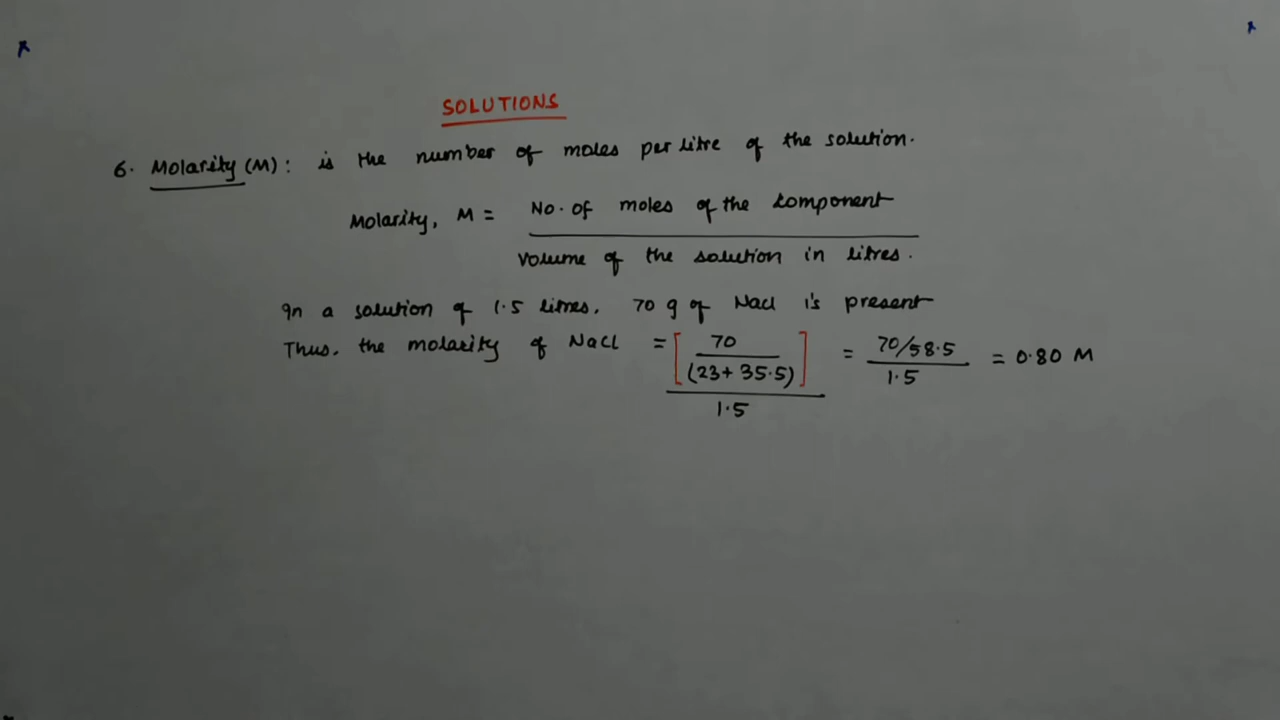 SOLUTIONS
6. Molarity (M): is the number of moles per litre of the solution.
Molarity, M = No. of moles of the component
volume of the solution in litres.
In a solution of 1.5 litres, 70 g of NaCl is present
Thus, the molarity of NaCl = [70 / (23 + 35.5)] / 1.5 = 70/58.5 / 1.5 = 0.80 M